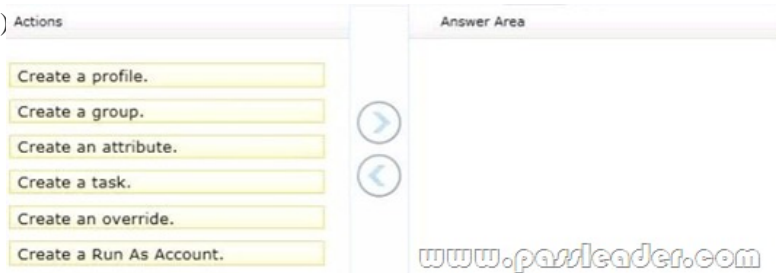 ) Actions
Answer Area
Create a profile.
Create a group.
Create an attribute.
Create a task.
Create an override.
Create a Run As Account.
www.passleader.com